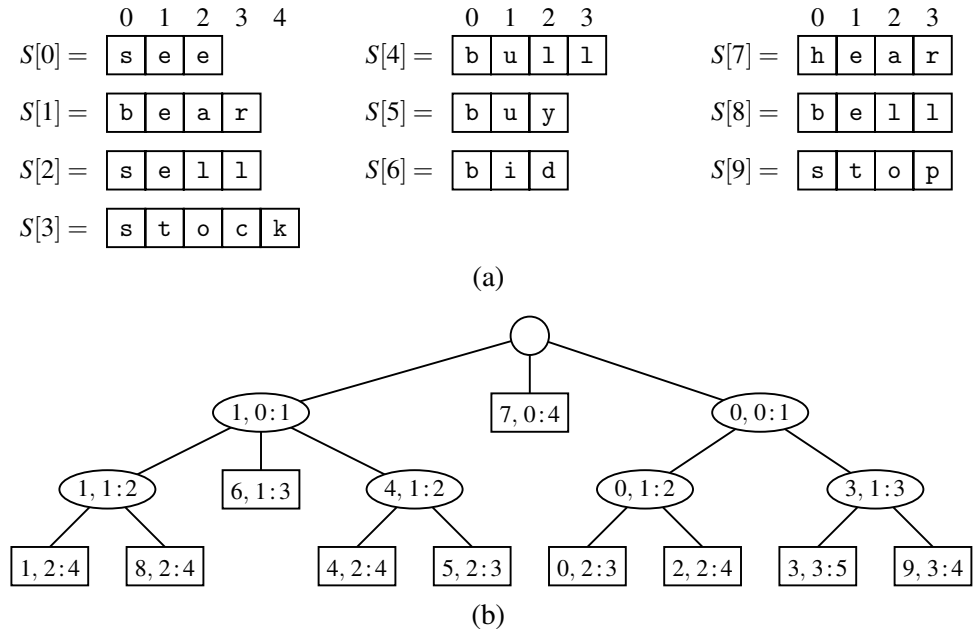 0 1 2 3 4 0 1 2 3 0 1 2 3
S[0] = s e e S[4] = b u l l S[7] = h e a r
S[1] = b e a r S[5] = b u y S[8] = b e l l
S[2] = s e l l S[6] = b i d S[9] = s t o p
S[3] = s t o c k
(a)
1, 0:1 7, 0:4 0, 0:1
1, 1:2 6, 1:3 4, 1:2 0, 1:2 3, 1:3
1, 2:4 8, 2:4 4, 2:4 5, 2:3 0, 2:3 2, 2:4 3, 3:5 9, 3:4
(b)